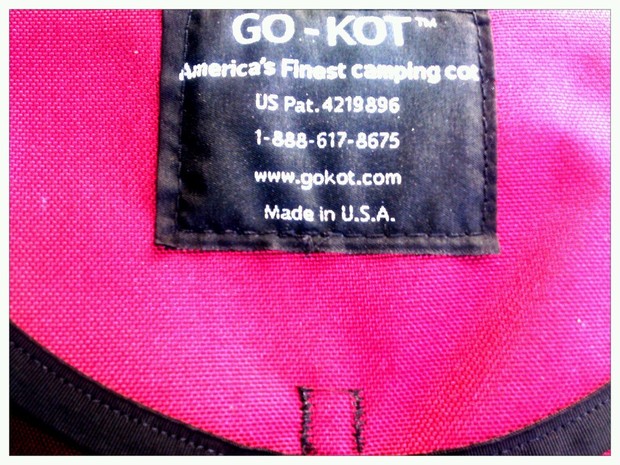 GO-KOT™
America's Finest camping cot
US Pat. 4219896
1-888-617-8675
www.gokot.com
Made in U.S.A.